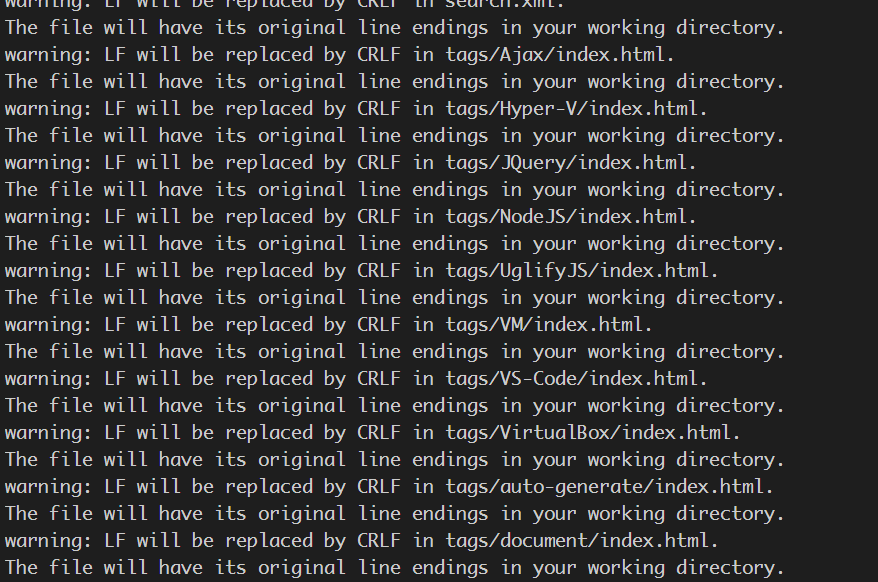 warning: LF will be replaced by CRLF in search.xml.
The file will have its original line endings in your working directory.
warning: LF will be replaced by CRLF in tags/Ajax/index.html.
The file will have its original line endings in your working directory.
warning: LF will be replaced by CRLF in tags/Hyper-V/index.html.
The file will have its original line endings in your working directory.
warning: LF will be replaced by CRLF in tags/JQuery/index.html.
The file will have its original line endings in your working directory.
warning: LF will be replaced by CRLF in tags/NodeJS/index.html.
The file will have its original line endings in your working directory.
warning: LF will be replaced by CRLF in tags/UglifyJS/index.html.
The file will have its original line endings in your working directory.
warning: LF will be replaced by CRLF in tags/VM/index.html.
The file will have its original line endings in your working directory.
warning: LF will be replaced by CRLF in tags/VS-Code/index.html.
The file will have its original line endings in your working directory.
warning: LF will be replaced by CRLF in tags/VirtualBox/index.html.
The file will have its original line endings in your working directory.
warning: LF will be replaced by CRLF in tags/auto-generate/index.html.
The file will have its original line endings in your working directory.
warning: LF will be replaced by CRLF in tags/document/index.html.
The file will have its original line endings in your working directory.